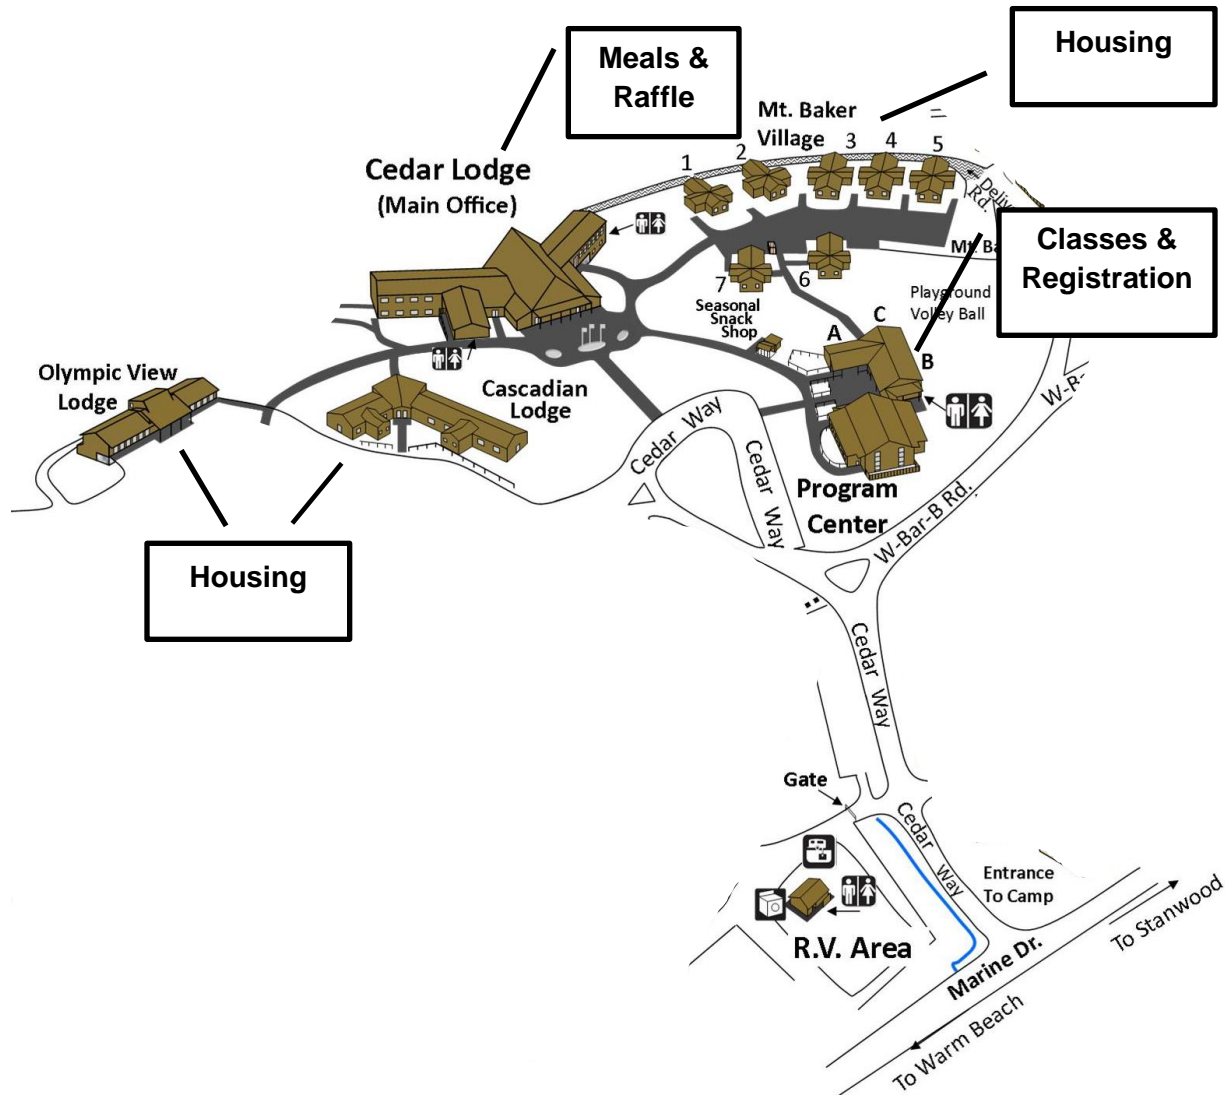 Meals &
Raffle
Housing
Mt. Baker
Village
1
2
3
4
5
Cedar Lodge
(Main Office)
Rd.
Classes &
Registration
7
6
Seasonal
Snack
Shop
Playground
Volley Ball
A
C
B
Olympic View
Lodge
Cascadian
Lodge
Cedar Way
Cedar Way
W-R-
Program
Center
W-Bar-B Rd.
Housing
Cedar Way
Gate
Cedar Way
Entrance
To Camp
R.V. Area
Marine Dr.
To Stanwood
To Warm Beach